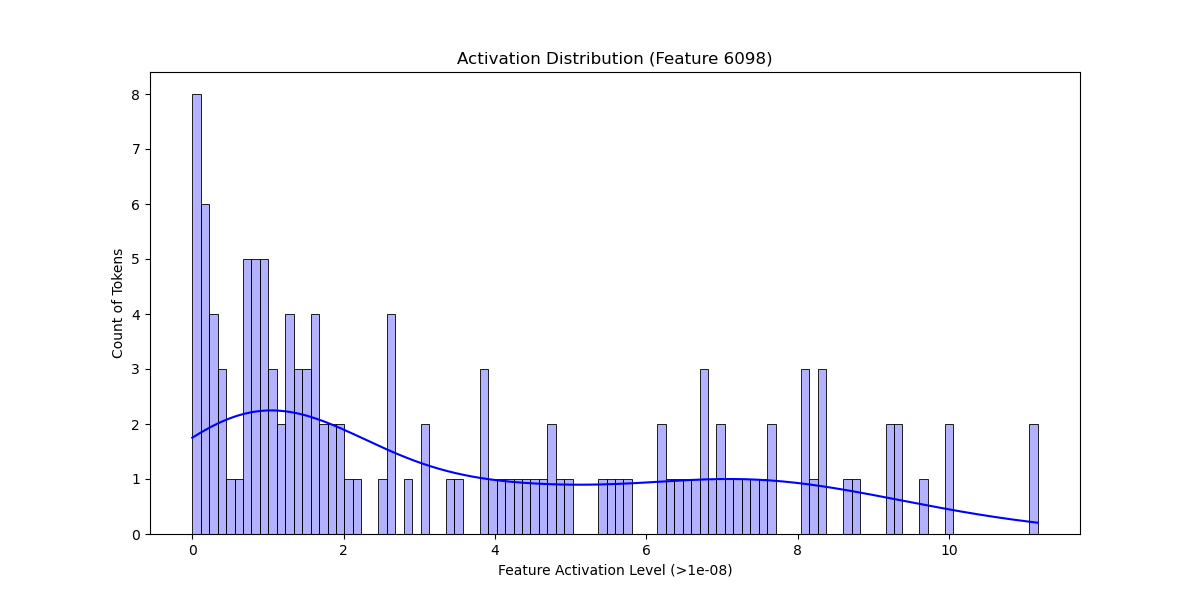 Activation Distribution (Feature 6098)
Count of Tokens
8
7
6
5
4
3
2
1
0
0 2 4 6 8 10
Feature Activation Level (>1e-08)